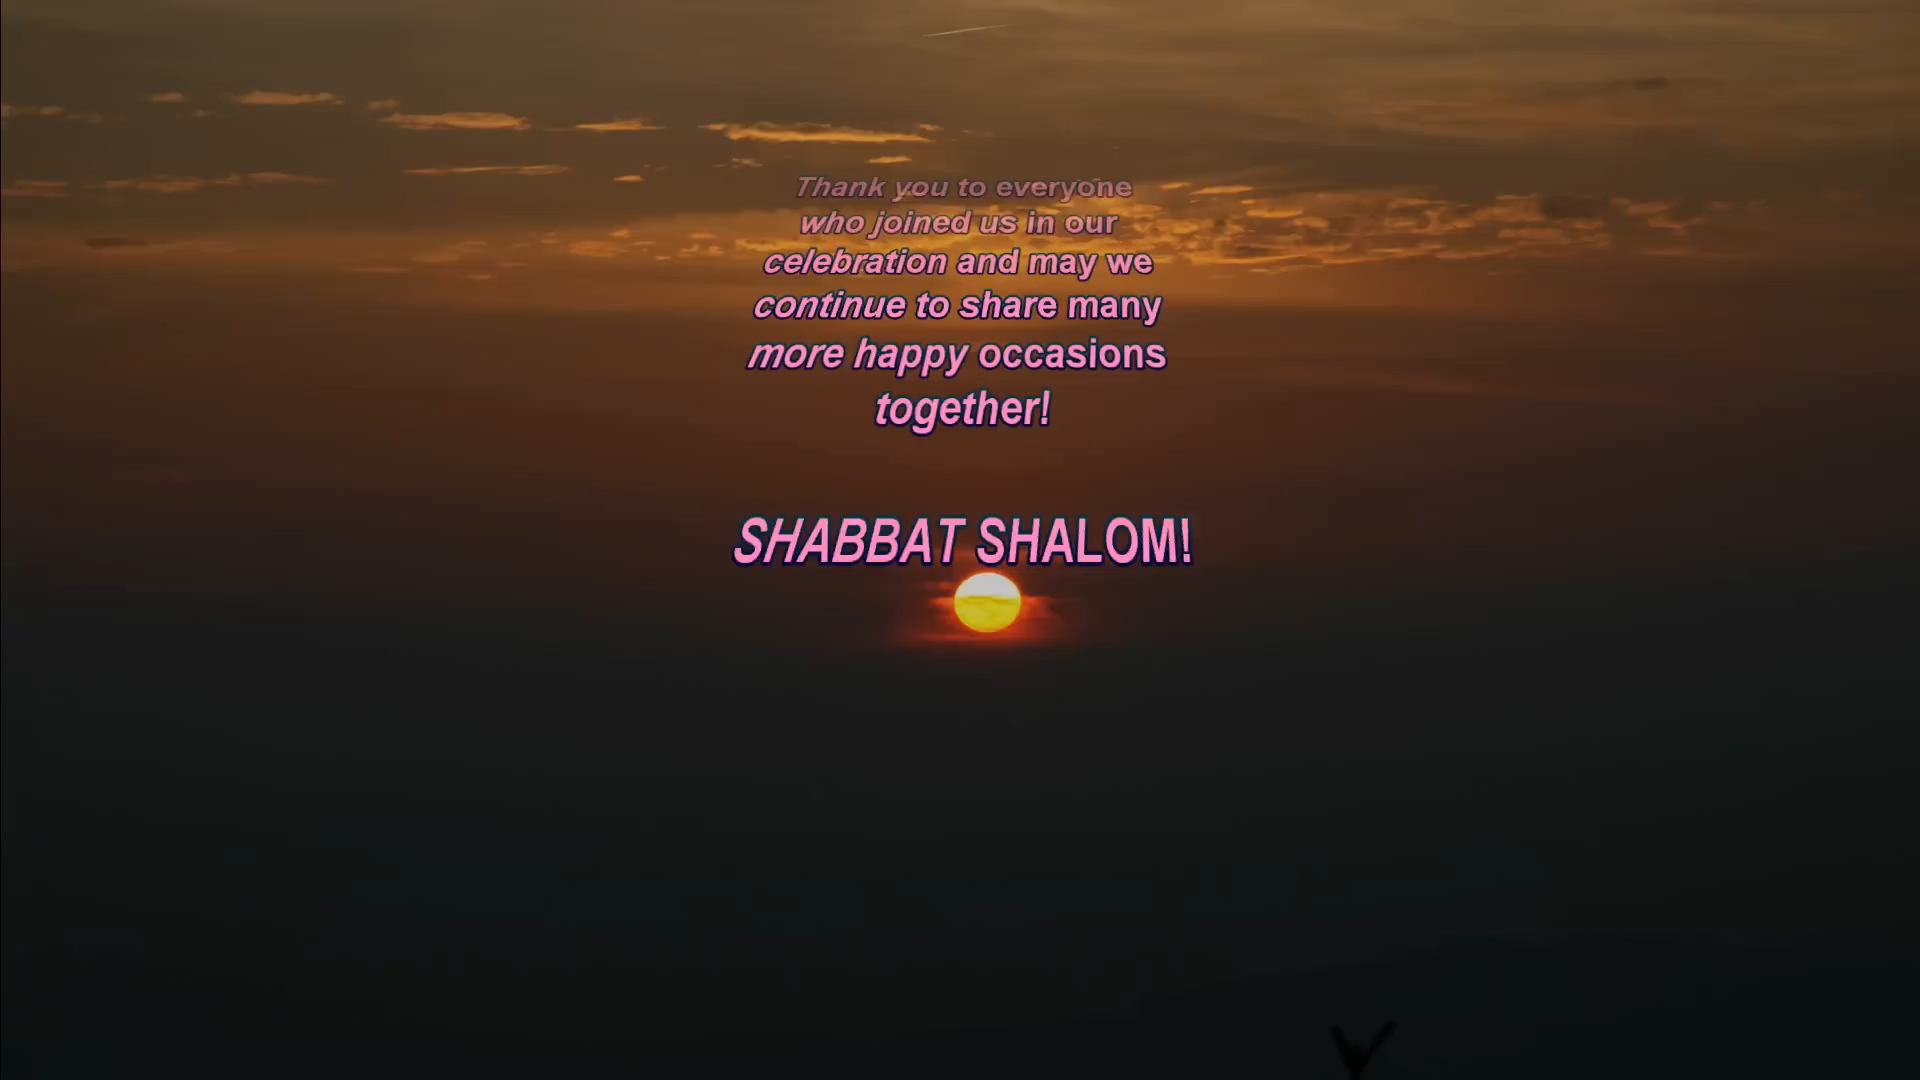 Thank you to everyone
who joined us in our
celebration and may we
continue to share many
more happy occasions
together!
SHABBAT SHALOM!